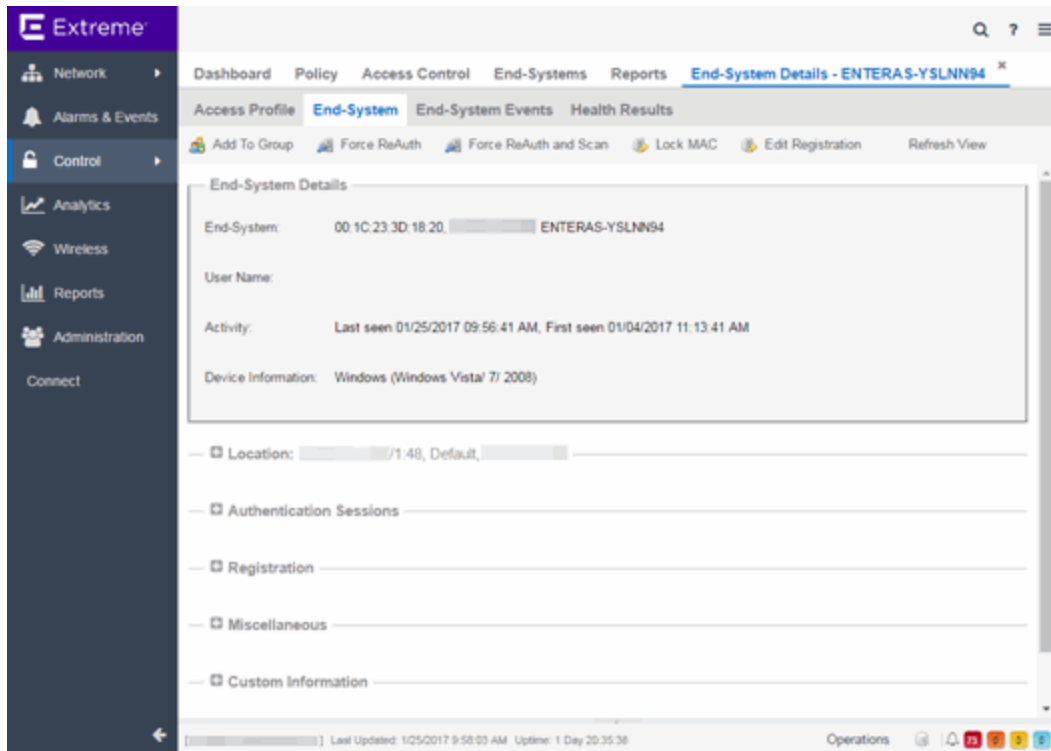 Extreme
Network
Alarms & Events
Control
Analytics
Wireless
Reports
Administration
Connect
Dashboard Policy Access Control End-Systems Reports End-System Details - ENTERAS-YSLNN94
Access Profile End-System End-System Events Health Results
Add To Group Force ReAuth Force ReAuth and Scan Lock MAC Edit Registration Refresh View
End-System Details
End-System: 00:1C:23:3D:18:20, ENTERAS-YSLNN94
User Name:
Activity: Last seen 01/25/2017 09:56:41 AM, First seen 01/04/2017 11:13:41 AM
Device Information: Windows (Windows Vista/ 7/ 2008)
Location: /1:48, Default,
Authentication Sessions
Registration
Miscellaneous
Custom Information
[ ] Last Updated: 1/25/2017 9:58:03 AM Uptime: 1 Day 20:35:38 Operations 73